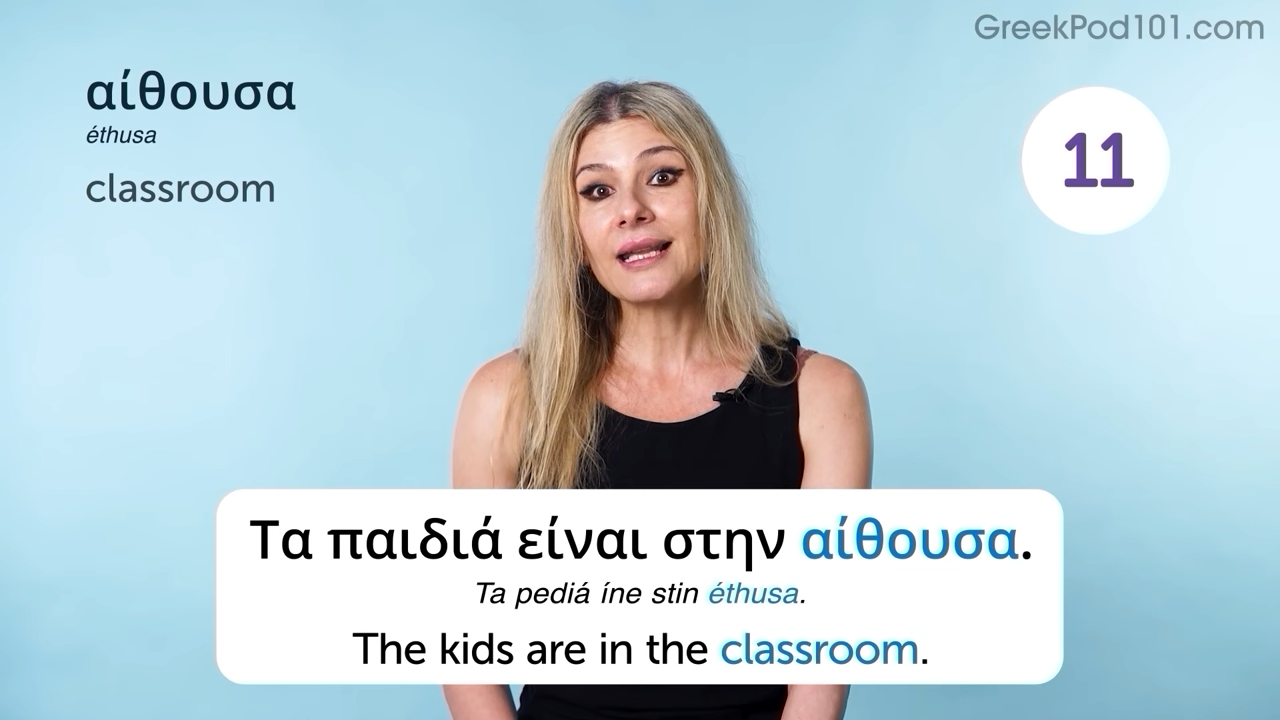 GreekPod101.com
αίθουσα
éthusa
classroom
11
Τα παιδιά είναι στην αίθουσα.
Ta pediá íne stin éthusa.
The kids are in the classroom.